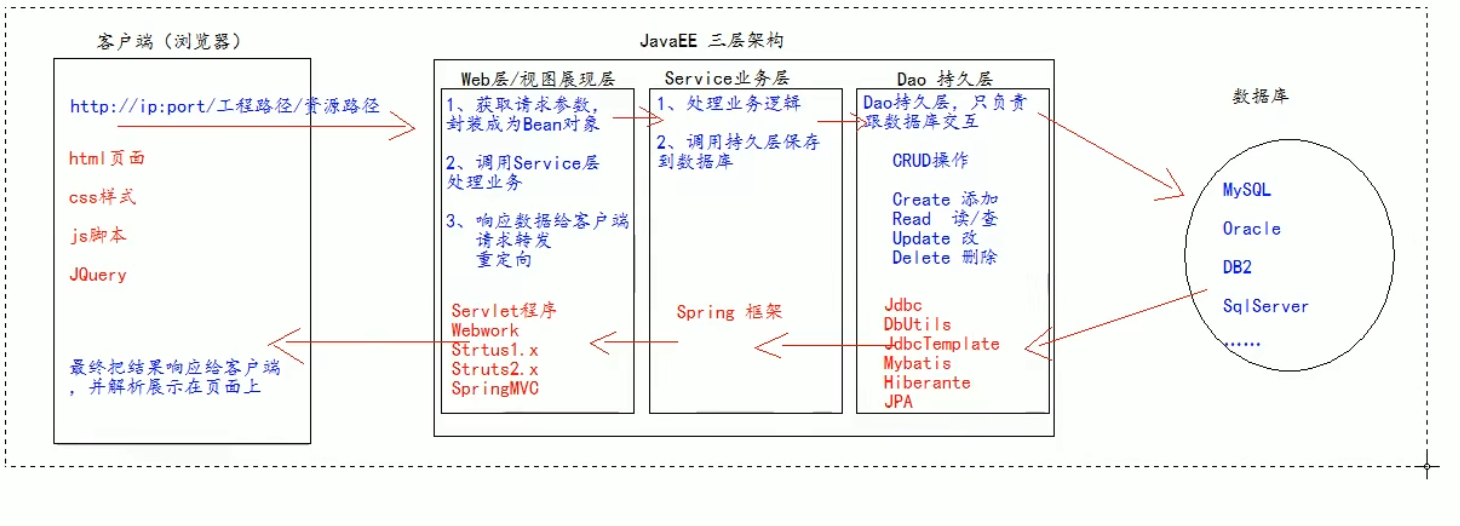 客户端（浏览器）
http://ip:port/工程路径/资源路径
html页面
css样式
js脚本
JQuery
最终把结果响应给客户端
，并解析展示在页面上
JavaEE 三层架构
Web层/视图展现层
1、获取请求参数，
封装成为Bean对象
2、调用Service层
处理业务
3、响应数据给客户端
请求转发
重定向
Servlet程序
Webwork
Strtus1.x
Struts2.x
SpringMVC
Service业务层
1、处理业务逻辑
2、调用持久层保存
到数据库
Spring 框架
Dao 持久层
Dao持久层，只负责
跟数据库交互
CRUD操作
Create 添加
Read 读/查
Update 改
Delete 删除
Jdbc
DbUtils
JdbcTemplate
Mybatis
Hiberante
JPA
数据库
MySQL
Oracle
DB2
SqlServer
......